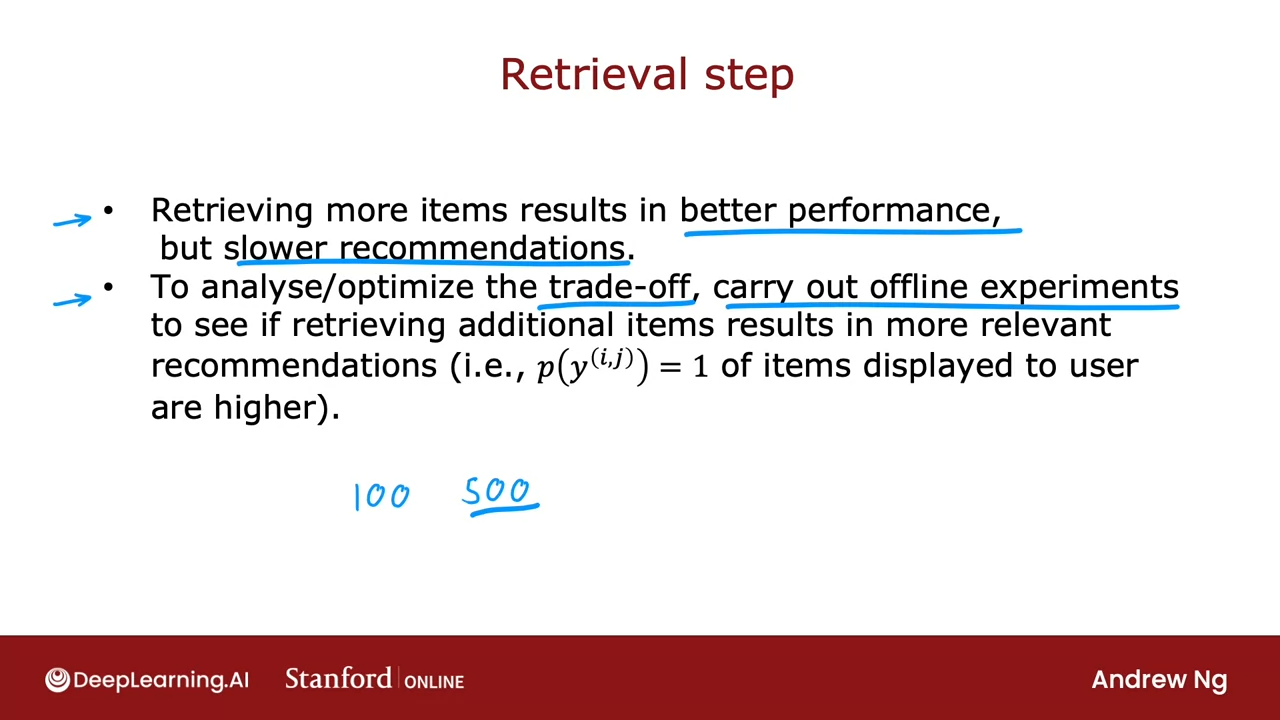 Retrieval step
• Retrieving more items results in better performance,
but slower recommendations.
• To analyse/optimize the trade-off, carry out offline experiments
to see if retrieving additional items results in more relevant
recommendations (i.e., p(y^(i,j)) = 1 of items displayed to user
are higher).
100 500
DeepLearning.AI Stanford | ONLINE Andrew Ng